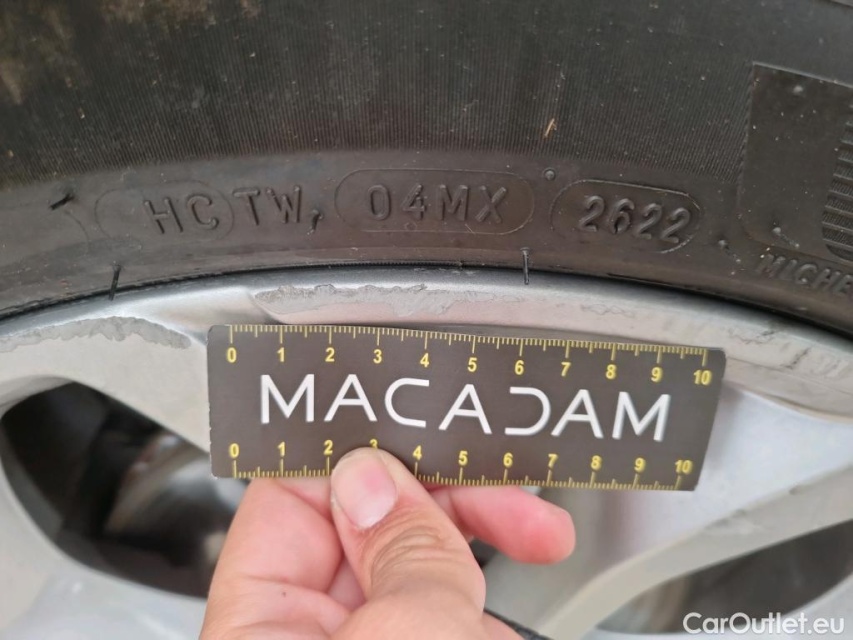 HC TW, 04MX 2622
MICHE
0 1 2 3 4 5 6 7 8 9 10
MACADAM
0 1 2 3 4 5 6 7 8 9 10
CarOutlet.eu